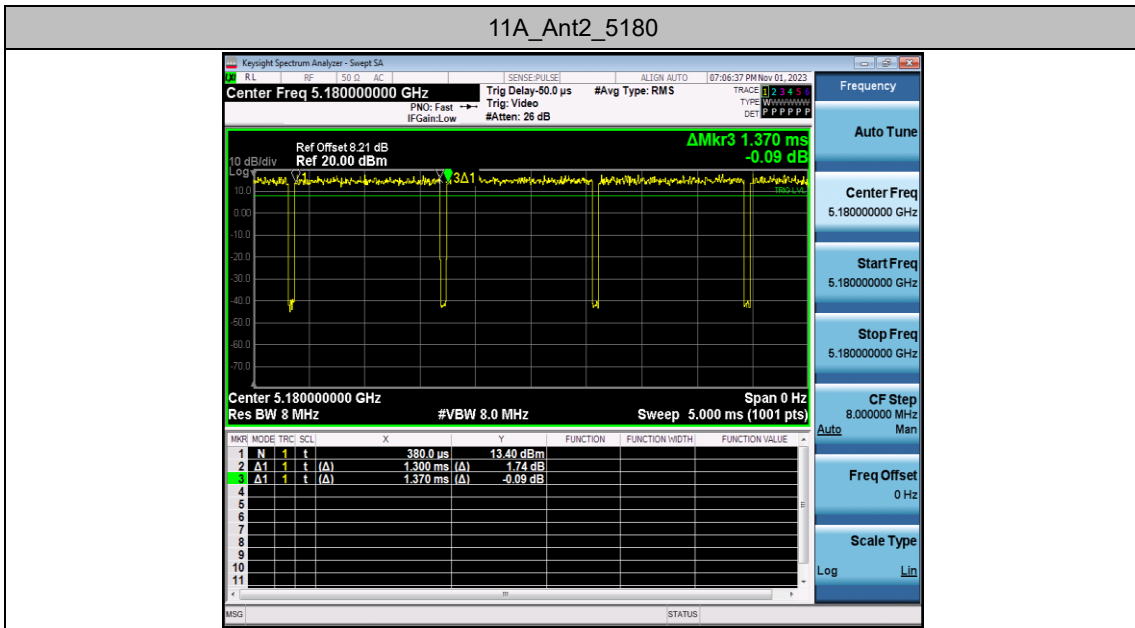 11A_Ant2_5180
Keysight Spectrum Analyzer - Swept SA
LXI RL RF 50 Ω AC SENSE:PULSE ALIGN AUTO 07:06:37 PM Nov 01, 2023
Center Freq 5.180000000 GHz
PNO: Fast
IFGain:Low
Trig Delay-50.0 µs
Trig: Video
#Atten: 26 dB
#Avg Type: RMS
TRACE 1 2 3 4 5 6
TYPE WWWWWW
DET P P P P P P
ΔMkr3 1.370 ms
-0.09 dB
Ref Offset 8.21 dB
10 dB/div Ref 20.00 dBm
Log
1
3Δ1
TRIG LVL
10.0
0.00
-10.0
-20.0
-30.0
-40.0
-50.0
-60.0
-70.0
Center 5.180000000 GHz Span 0 Hz
Res BW 8 MHz #VBW 8.0 MHz Sweep 5.000 ms (1001 pts)
MKR MODE TRC SCL X Y FUNCTION FUNCTION WIDTH FUNCTION VALUE
1 N 1 t 380.0 µs 13.40 dBm
2 Δ1 1 t (Δ) 1.300 ms (Δ) 1.74 dB
3 Δ1 1 t (Δ) 1.370 ms (Δ) -0.09 dB
4
5
6
7
8
9
10
11
MSG STATUS
Frequency
Auto Tune
Center Freq
5.180000000 GHz
Start Freq
5.180000000 GHz
Stop Freq
5.180000000 GHz
CF Step
8.000000 MHz
Auto Man
Freq Offset
0 Hz
Scale Type
Log Lin